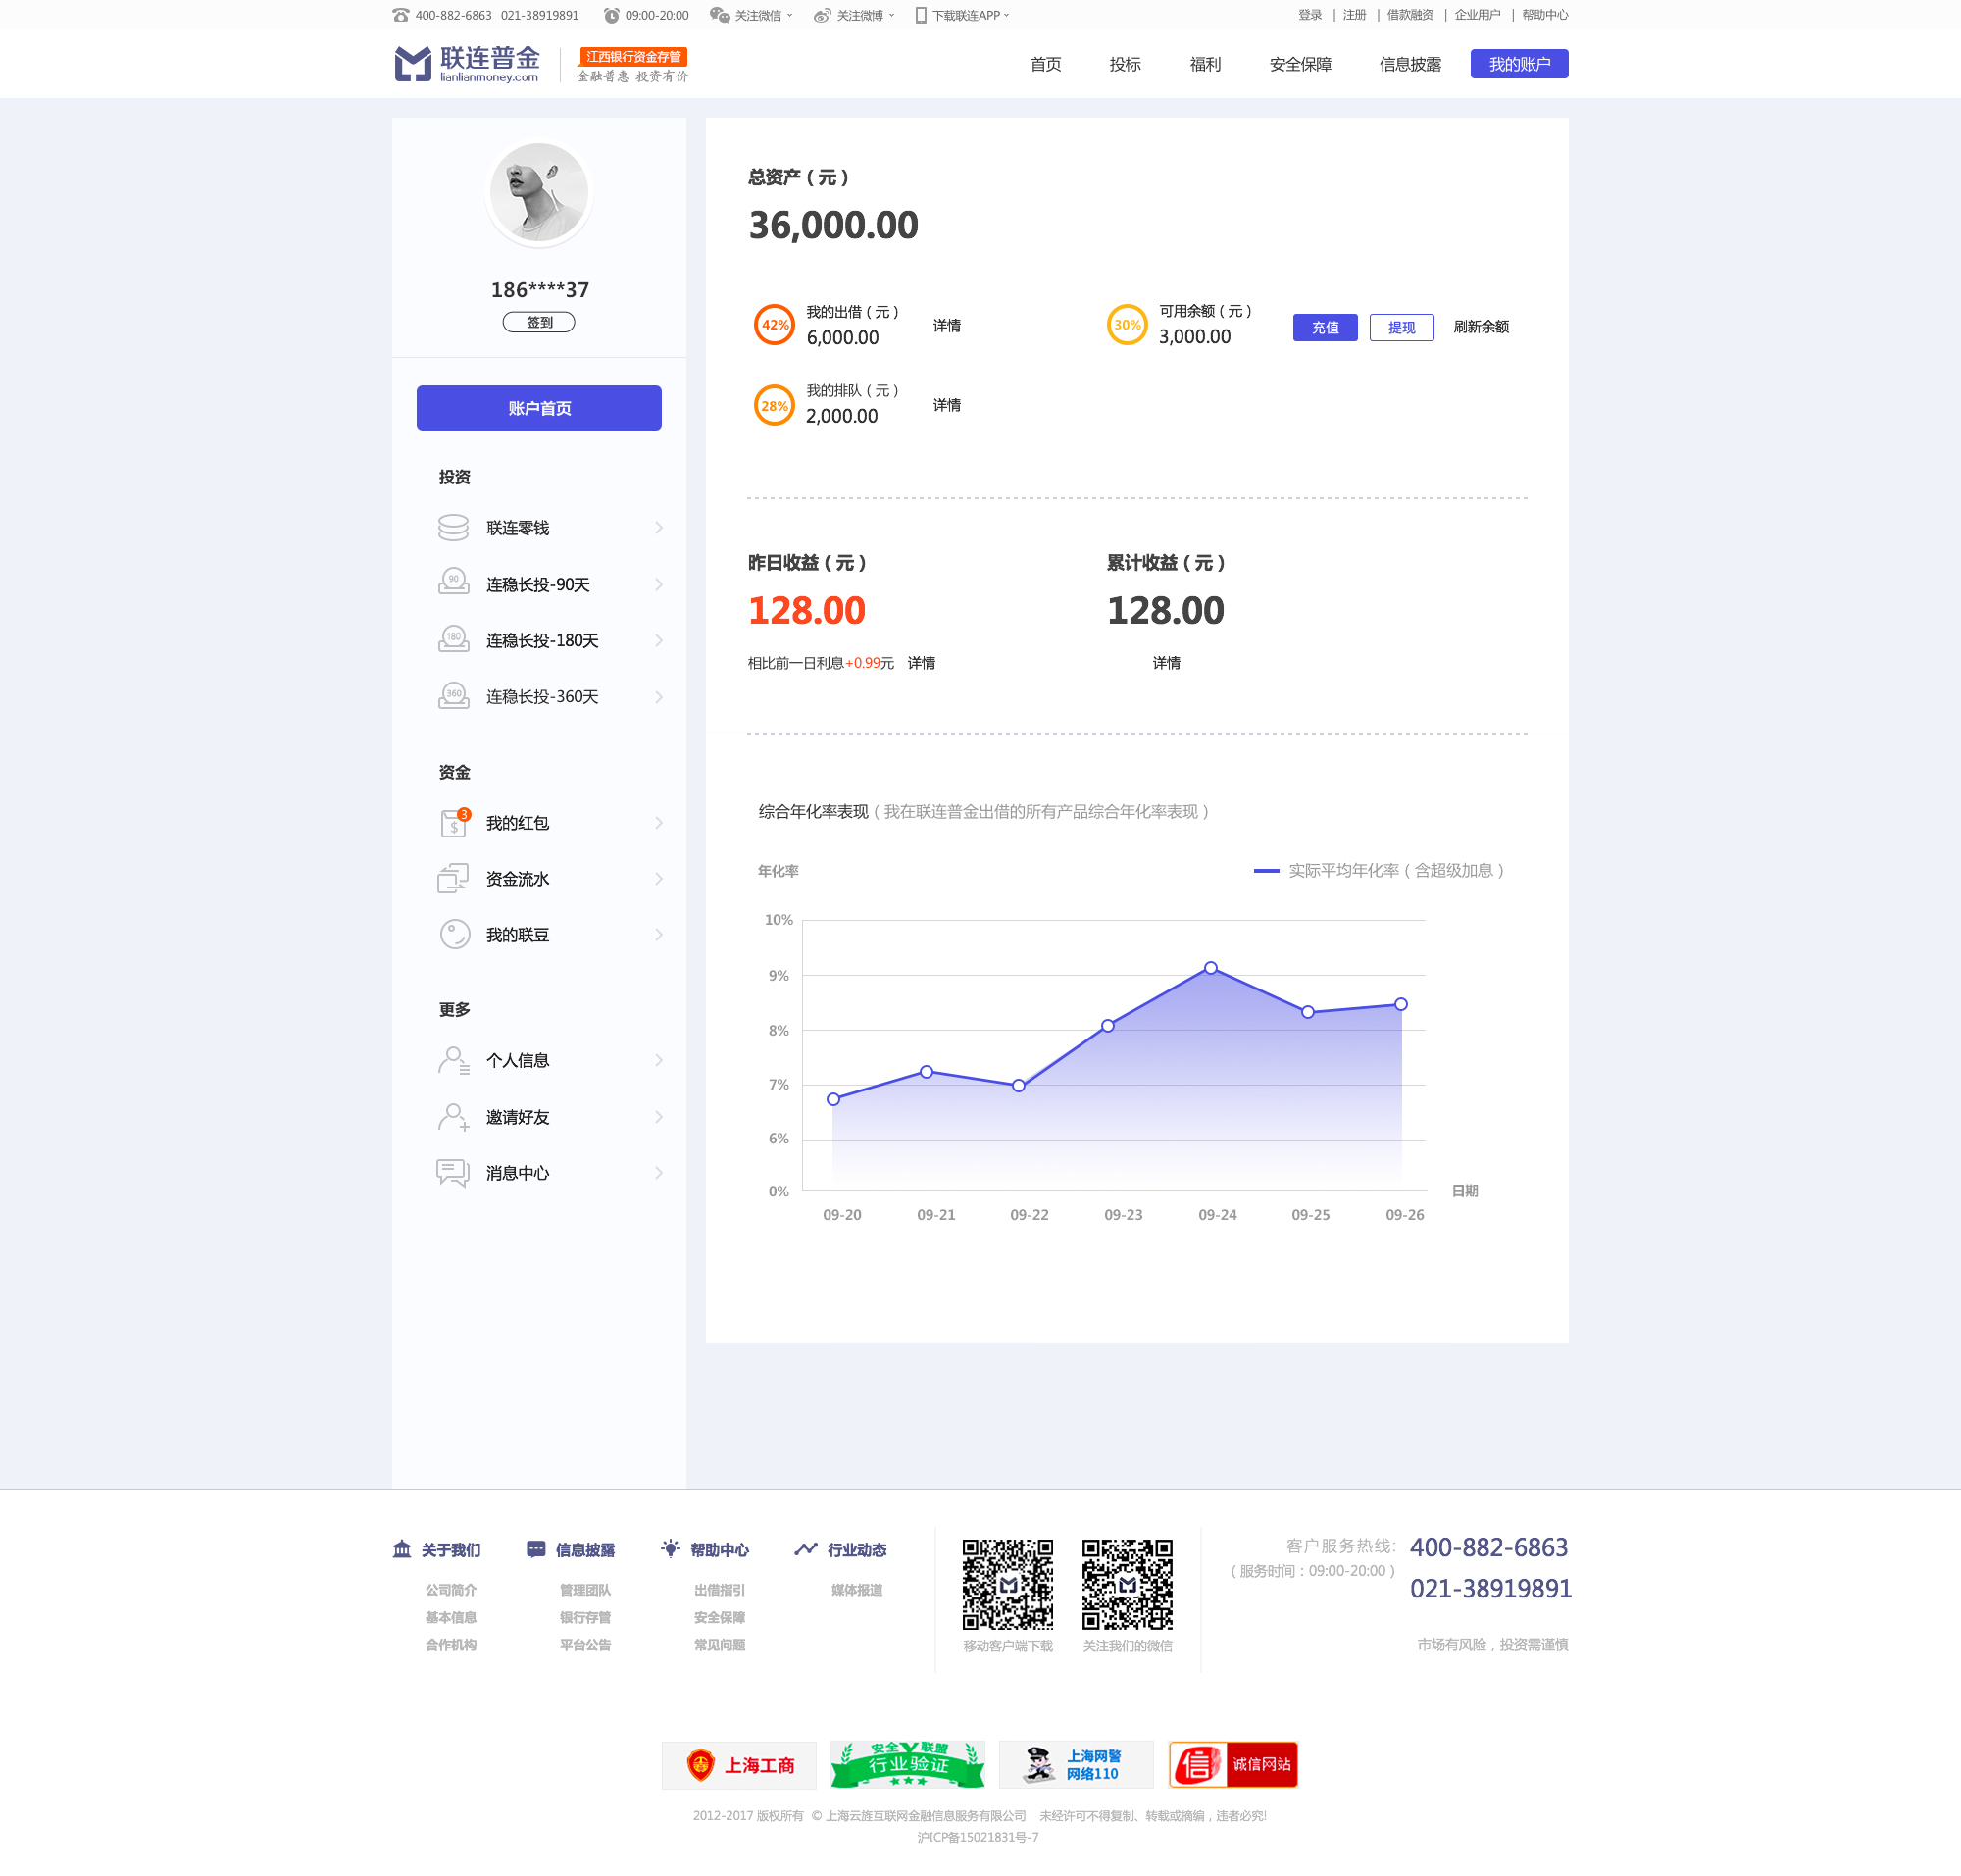 400-882-6863 021-38919891 09:00-20:00 关注微信 关注微博 下载联连APP 登录 | 注册 | 借款融资 | 企业用户 | 帮助中心
联连普金
lianlianmoney.com
江西银行资金存管
金融普惠 投资有价
首页 投标 福利 安全保障 信息披露 我的账户
186****37
签到
账户首页
投资
联连零钱
90 连稳长投-90天
180 连稳长投-180天
360 连稳长投-360天
资金
3 $ 我的红包
资金流水
我的联豆
更多
个人信息
邀请好友
消息中心
总资产（元）
36,000.00
42% 我的出借（元）
6,000.00 详情
30% 可用余额（元）
3,000.00 充值 提现 刷新余额
28% 我的排队（元）
2,000.00 详情
昨日收益（元）
128.00
相比前一日利息+0.99元 详情
累计收益（元）
128.00
详情
综合年化率表现（我在联连普金出借的所有产品综合年化率表现）
年化率 实际平均年化率（含超级加息）
10%
9%
8%
7%
6%
0% 日期
09-20 09-21 09-22 09-23 09-24 09-25 09-26
关于我们
公司简介
基本信息
合作机构
信息披露
管理团队
银行存管
平台公告
帮助中心
出借指引
安全保障
常见问题
行业动态
媒体报道
移动客户端下载 关注我们的微信
客户服务热线: 400-882-6863
（服务时间：09:00-20:00） 021-38919891
市场有风险，投资需谨慎
上海工商
安全联盟
行业验证
上海网警
网络110
信 诚信网站
2012-2017 版权所有 © 上海云旌互联网金融信息服务有限公司 未经许可不得复制、转载或摘编，违者必究!
沪ICP备15021831号-7